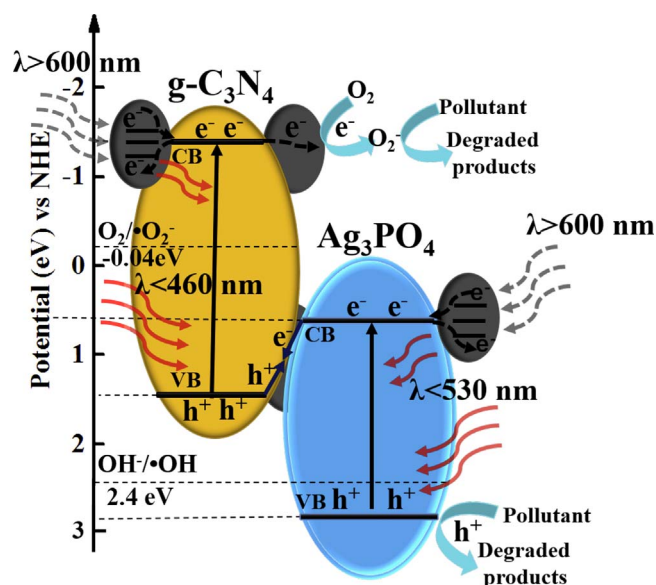 Potential (eV) vs NHE
-2
-1
0
1
2
3
λ>600 nm
g-C₃N₄
e⁻
e⁻
e⁻ e⁻
CB
e⁻
O₂
e⁻
O₂⁻
Pollutant
Degraded
products
O₂/•O₂⁻
-0.04eV
λ<460 nm
VB
h⁺ h⁺
h⁺
e⁻
Ag₃PO₄
λ>600 nm
e⁻ e⁻
CB
e⁻
e⁻
λ<530 nm
OH⁻/•OH
2.4 eV
VB
h⁺ h⁺
h⁺
Pollutant
Degraded
products